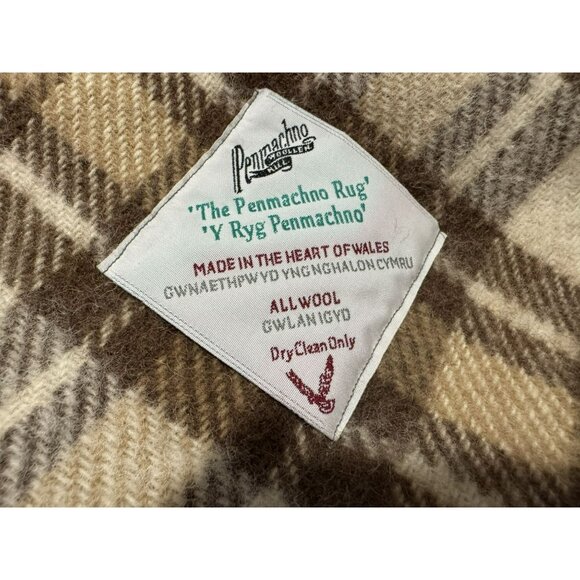 Penmachno
WOOLLEN
MILL
'The Penmachno Rug'
'Y Ryg Penmachno'
MADE IN THE HEART OF WALES
GWNAETHPWYD YNG NGHALON CYMRU
ALL WOOL
GWLAN IGYD
Dry Clean Only